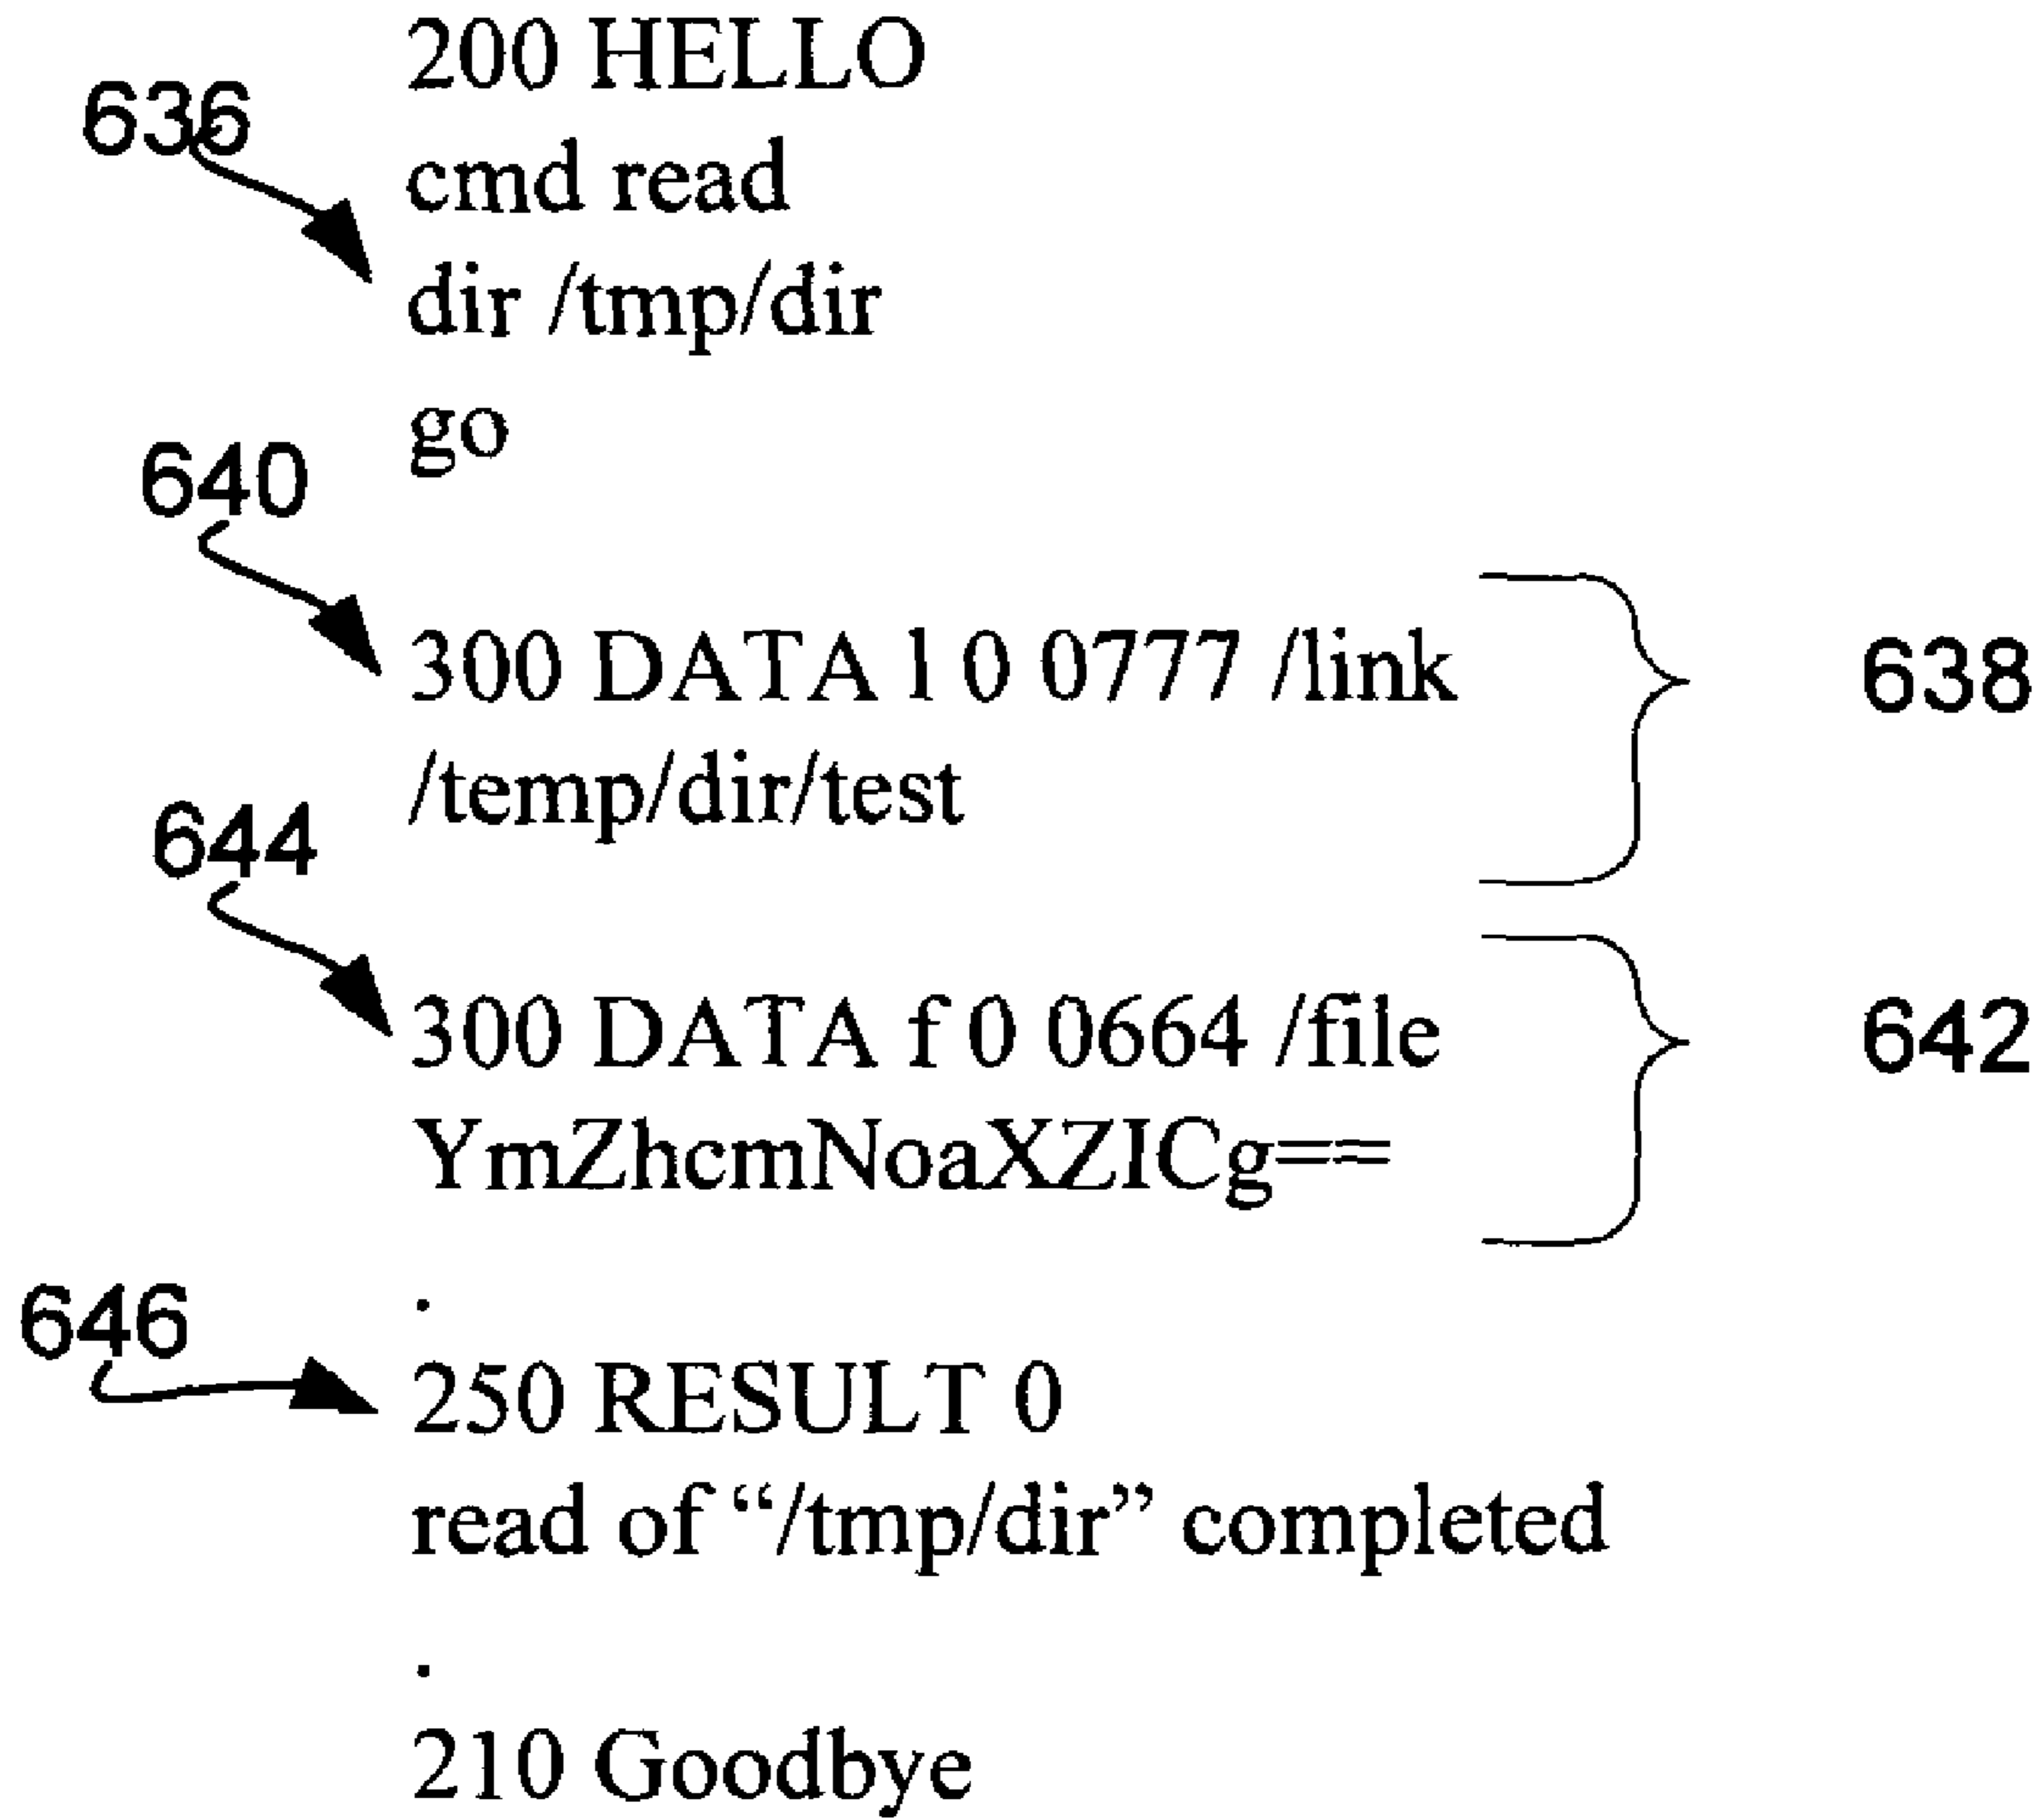 200 HELLO
636
cmd read
dir /tmp/dir
go
640
300 DATA l 0 0777 /link
638
/temp/dir/test
644
300 DATA f 0 0664 /file
642
YmZhcmNoaXZlICg==
.
646
250 RESULT 0
read of “/tmp/dir” completed
.
210 Goodbye